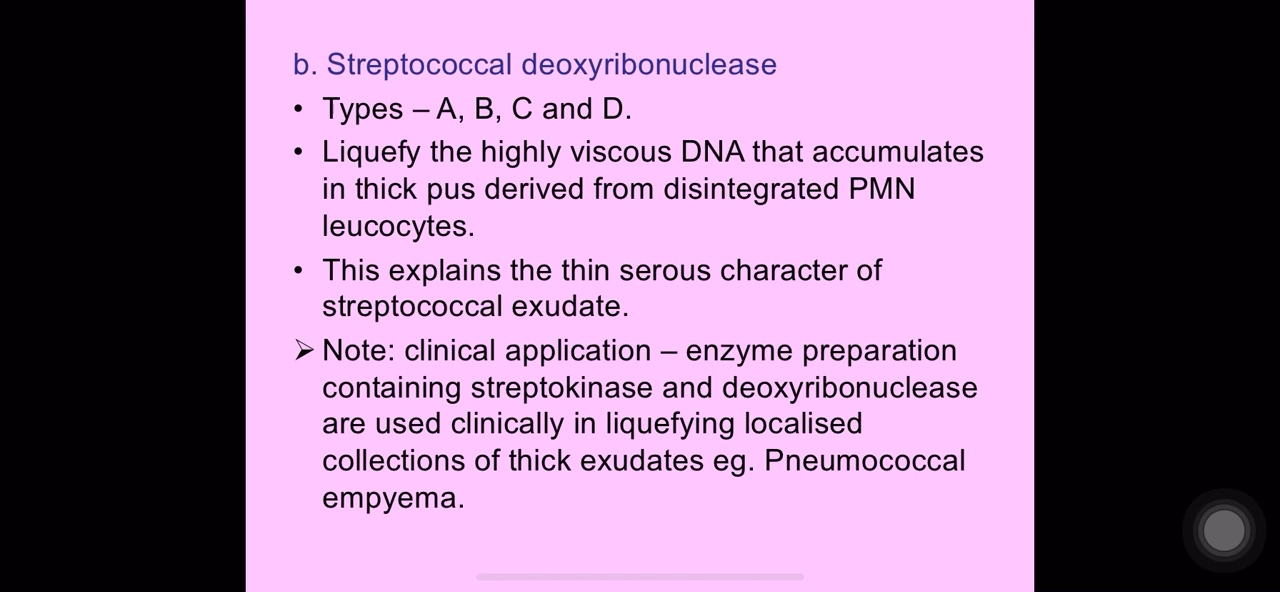 b. Streptococcal deoxyribonuclease
• Types – A, B, C and D.
• Liquefy the highly viscous DNA that accumulates
in thick pus derived from disintegrated PMN
leucocytes.
• This explains the thin serous character of
streptococcal exudate.
➢ Note: clinical application – enzyme preparation
containing streptokinase and deoxyribonuclease
are used clinically in liquefying localised
collections of thick exudates eg. Pneumococcal
empyema.